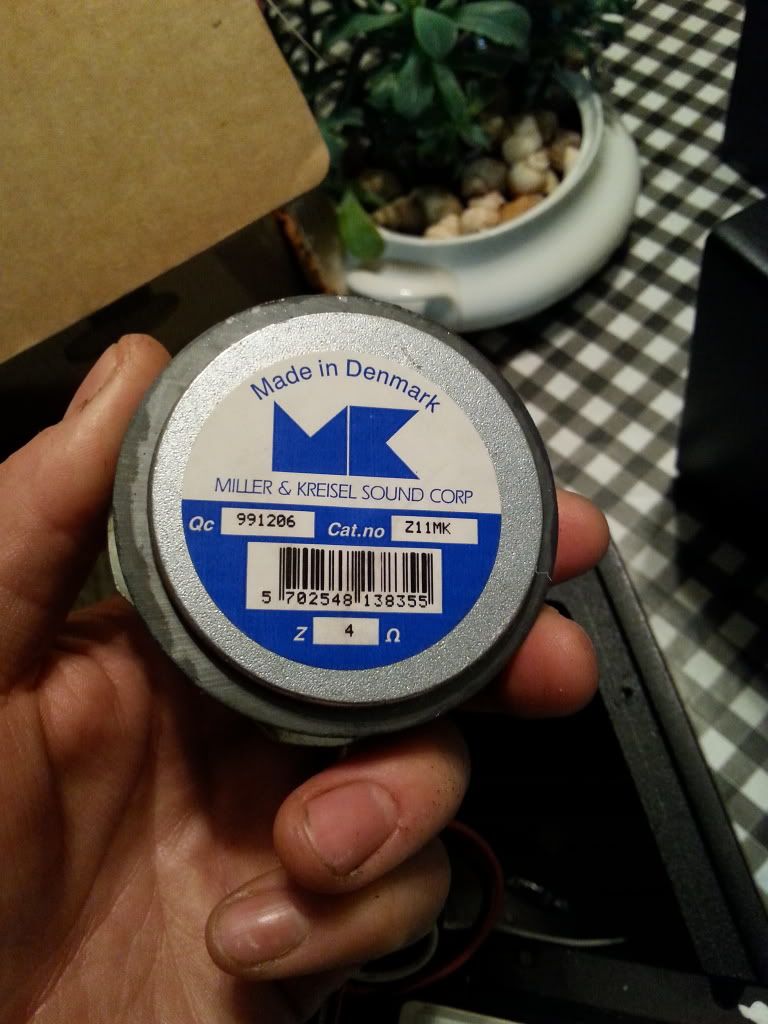 Made in Denmark
MK
MILLER & KREISEL SOUND CORP
Qc 991206 Cat.no Z11MK
5 702548 138355
Z 4 Ω